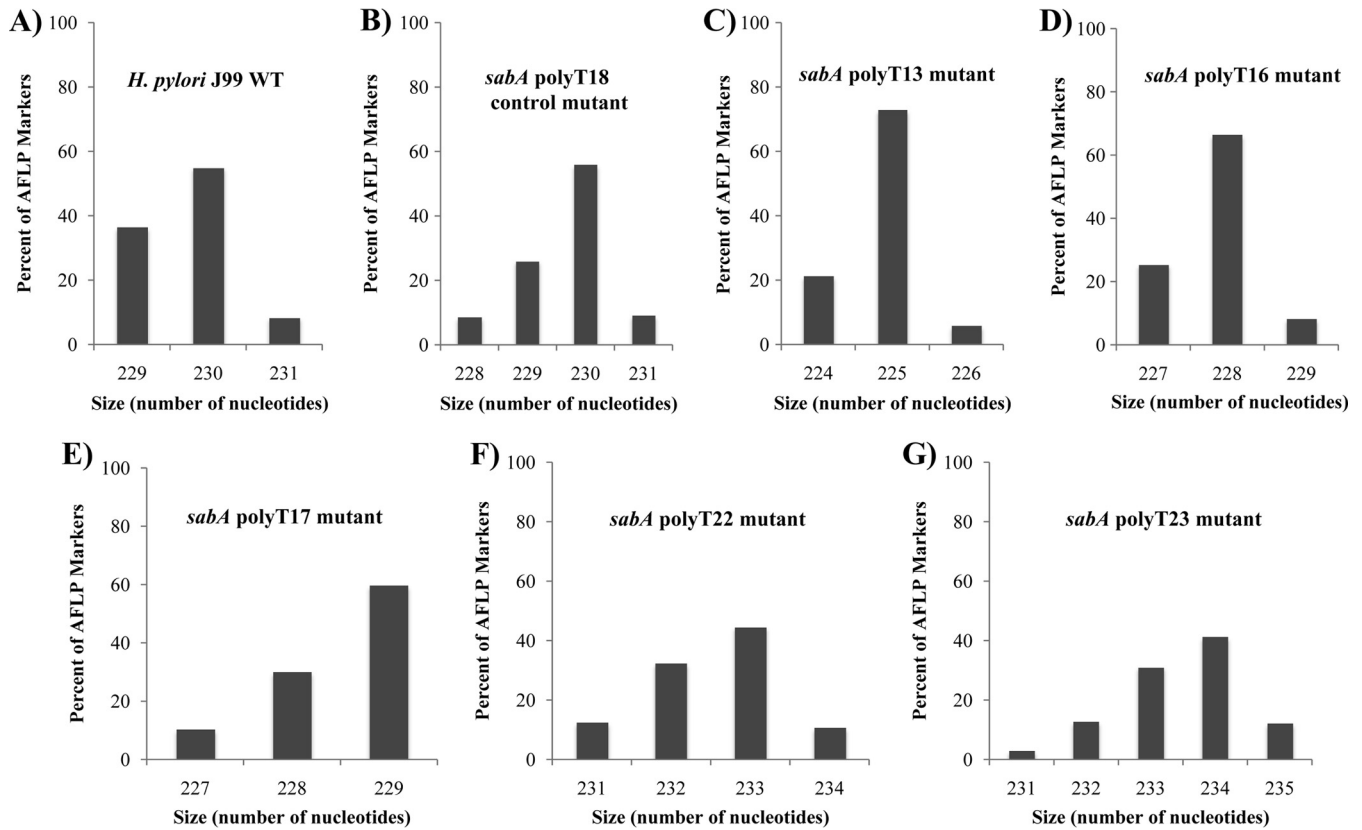 A)
Percent of AFLP Markers
100
80
60
40
20
0
H. pylori J99 WT
229 230 231
Size (number of nucleotides)
B)
Percent of AFLP Markers
100
80
60
40
20
0
sabA polyT18
control mutant
228 229 230 231
Size (number of nucleotides)
C)
Percent of AFLP Markers
100
80
60
40
20
0
sabA polyT13 mutant
224 225 226
Size (number of nucleotides)
D)
Percent of AFLP Markers
100
80
60
40
20
0
sabA polyT16 mutant
227 228 229
Size (number of nucleotides)
E)
Percent of AFLP Markers
100
80
60
40
20
0
sabA polyT17 mutant
227 228 229
Size (number of nucleotides)
F)
Percent of AFLP Markers
100
80
60
40
20
0
sabA polyT22 mutant
231 232 233 234
Size (number of nucleotides)
G)
Percent of AFLP Markers
100
80
60
40
20
0
sabA polyT23 mutant
231 232 233 234 235
Size (number of nucleotides)